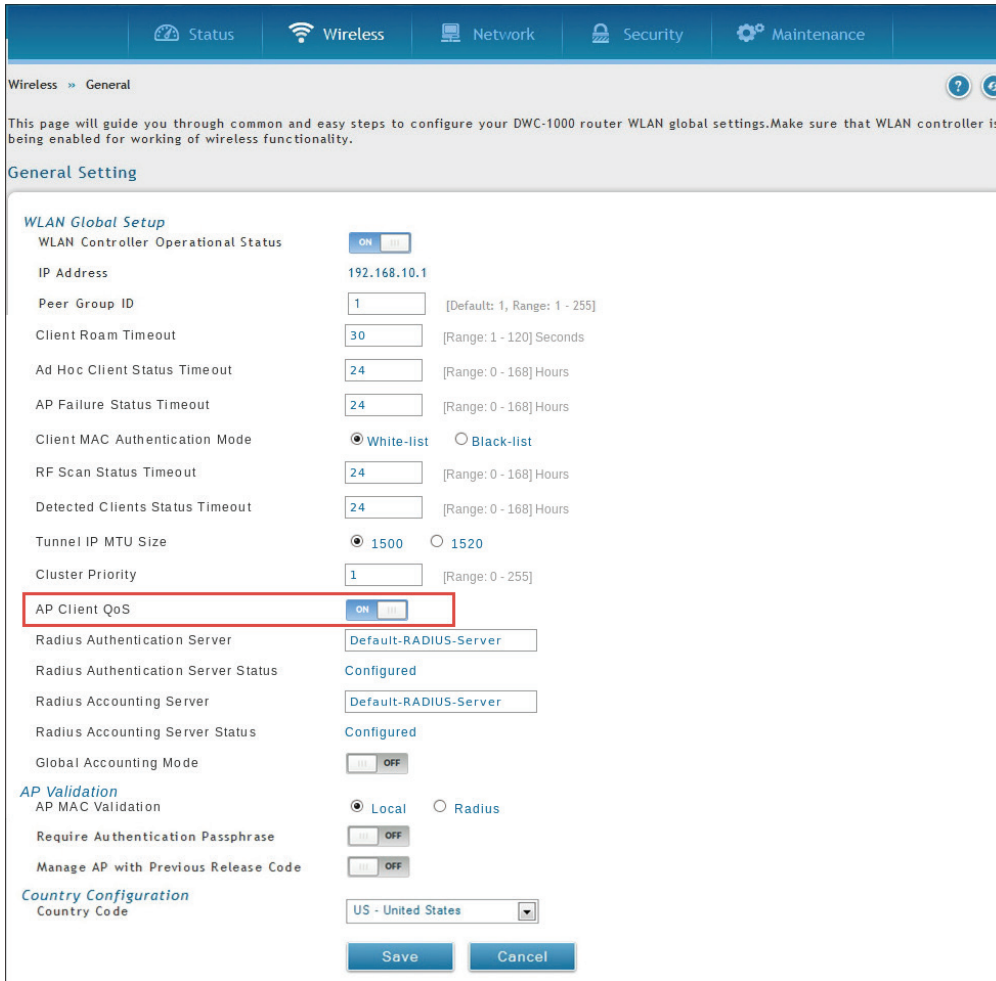 Status Wireless Network Security Maintenance
Wireless » General
This page will guide you through common and easy steps to configure your DWC-1000 router WLAN global settings.Make sure that WLAN controller is
being enabled for working of wireless functionality.
General Setting
WLAN Global Setup
WLAN Controller Operational Status ON
IP Address 192.168.10.1
Peer Group ID 1 [Default: 1, Range: 1 - 255]
Client Roam Timeout 30 [Range: 1 - 120] Seconds
Ad Hoc Client Status Timeout 24 [Range: 0 - 168] Hours
AP Failure Status Timeout 24 [Range: 0 - 168] Hours
Client MAC Authentication Mode White-list Black-list
RF Scan Status Timeout 24 [Range: 0 - 168] Hours
Detected Clients Status Timeout 24 [Range: 0 - 168] Hours
Tunnel IP MTU Size 1500 1520
Cluster Priority 1 [Range: 0 - 255]
AP Client QoS ON
Radius Authentication Server Default-RADIUS-Server
Radius Authentication Server Status Configured
Radius Accounting Server Default-RADIUS-Server
Radius Accounting Server Status Configured
Global Accounting Mode OFF
AP Validation
AP MAC Validation Local Radius
Require Authentication Passphrase OFF
Manage AP with Previous Release Code OFF
Country Configuration
Country Code US - United States
Save Cancel